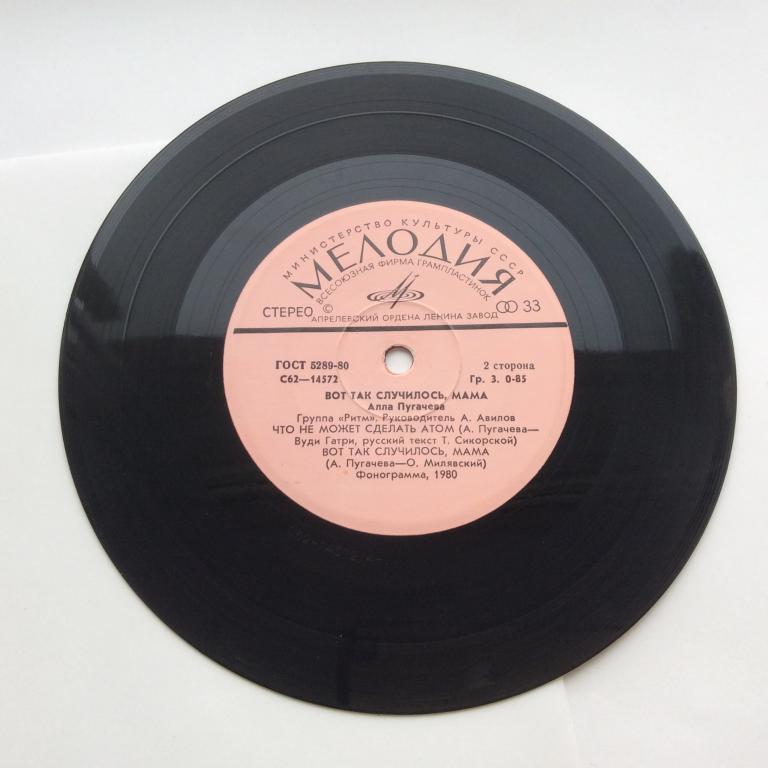 МИНИСТЕРСТВО КУЛЬТУРЫ СССР
МЕЛОДИЯ
ВСЕСОЮЗНАЯ ФИРМА ГРАМПЛАСТИНОК
СТЕРЕО © 33
АПРЕЛЕВСКИЙ ОРДЕНА ЛЕНИНА ЗАВОД
ГОСТ 5289-80 2 сторона
С62—14572 Гр. 3. 0-85
ВОТ ТАК СЛУЧИЛОСЬ, МАМА
Алла Пугачева
Группа «Ритм». Руководитель А. Авилов
ЧТО НЕ МОЖЕТ СДЕЛАТЬ АТОМ (А. Пугачева—
Вуди Гатри, русский текст Т. Сикорской)
ВОТ ТАК СЛУЧИЛОСЬ, МАМА
(А. Пугачева—О. Милявский)
Фонограмма, 1980